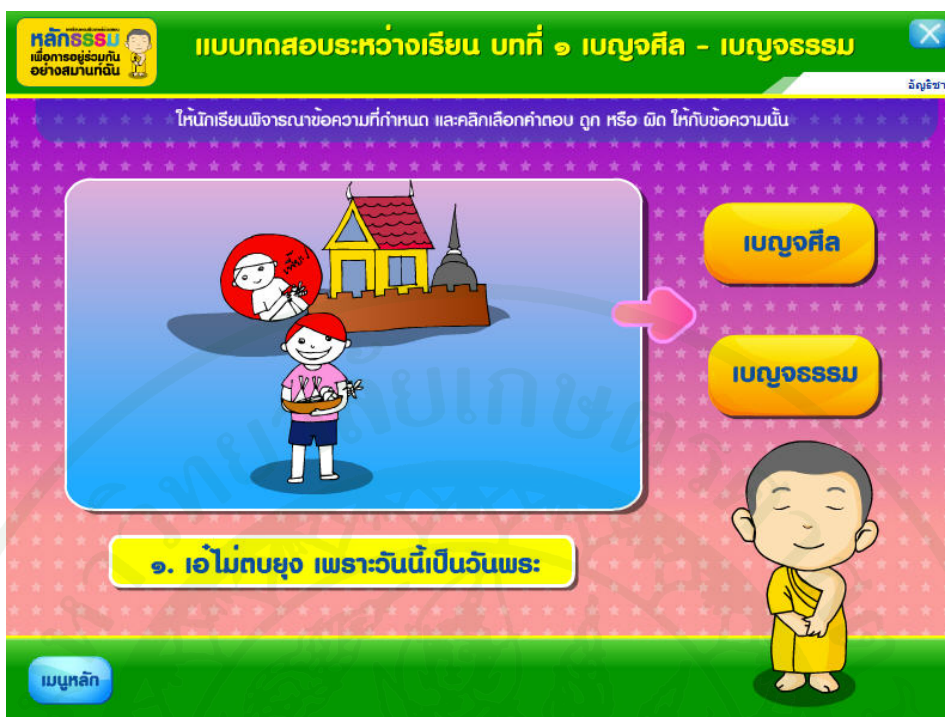 หลักธรรม
เพื่อการอยู่ร่วมกัน
อย่างสมานฉันท์
แบบทดสอบระหว่างเรียน บทที่ ๑ เบญจศีล - เบญจธรรม
ให้นักเรียนพิจารณาข้อความที่กำหนด และคลิกเลือกคำตอบ ถูก หรือ ผิด ให้กับข้อความนั้น
เบญจศีล
เบญจธรรม
๑. เอ๋ไม่ตบยุง เพราะวันนี้เป็นวันพระ
เมนูหลัก